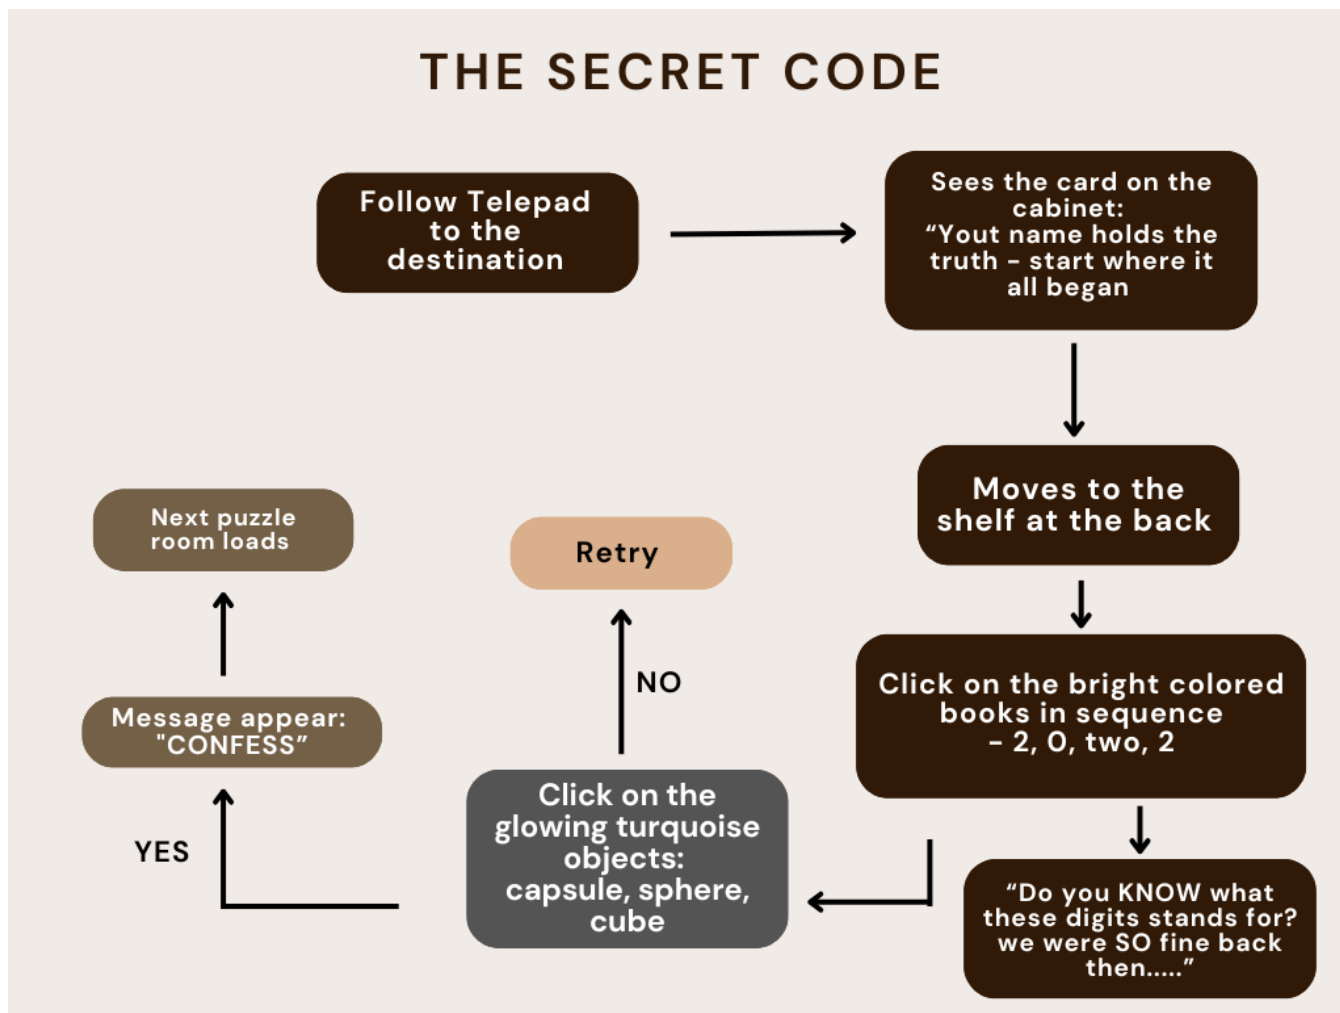 THE SECRET CODE
Follow Telepad
to the
destination
Sees the card on the
cabinet:
“Yout name holds the
truth - start where it
all began
Moves to the
shelf at the back
Click on the bright colored
books in sequence
- 2, 0, two, 2
“Do you KNOW what
these digits stands for?
we were SO fine back
then.....”
Click on the
glowing turquoise
objects:
capsule, sphere,
cube
NO
Retry
YES
Message appear:
"CONFESS”
Next puzzle
room loads